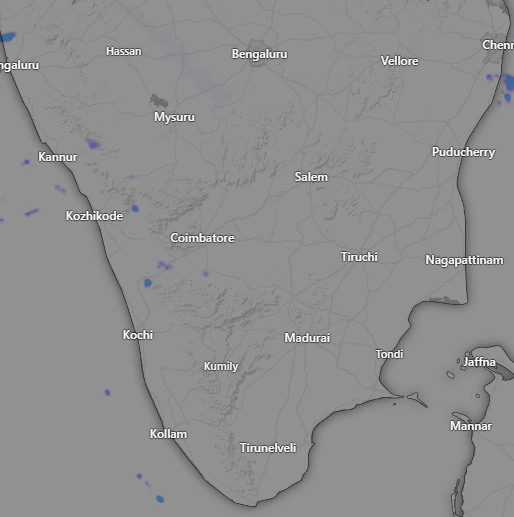 Hassan
Bengaluru
Chenn
Vellore
ngaluru
Mysuru
Kannur
Puducherry
Salem
Kozhikode
Coimbatore
Tiruchi
Nagapattinam
Kochi
Madurai
Tondi
Jaffna
Kumily
Mannar
Kollam
Tirunelveli